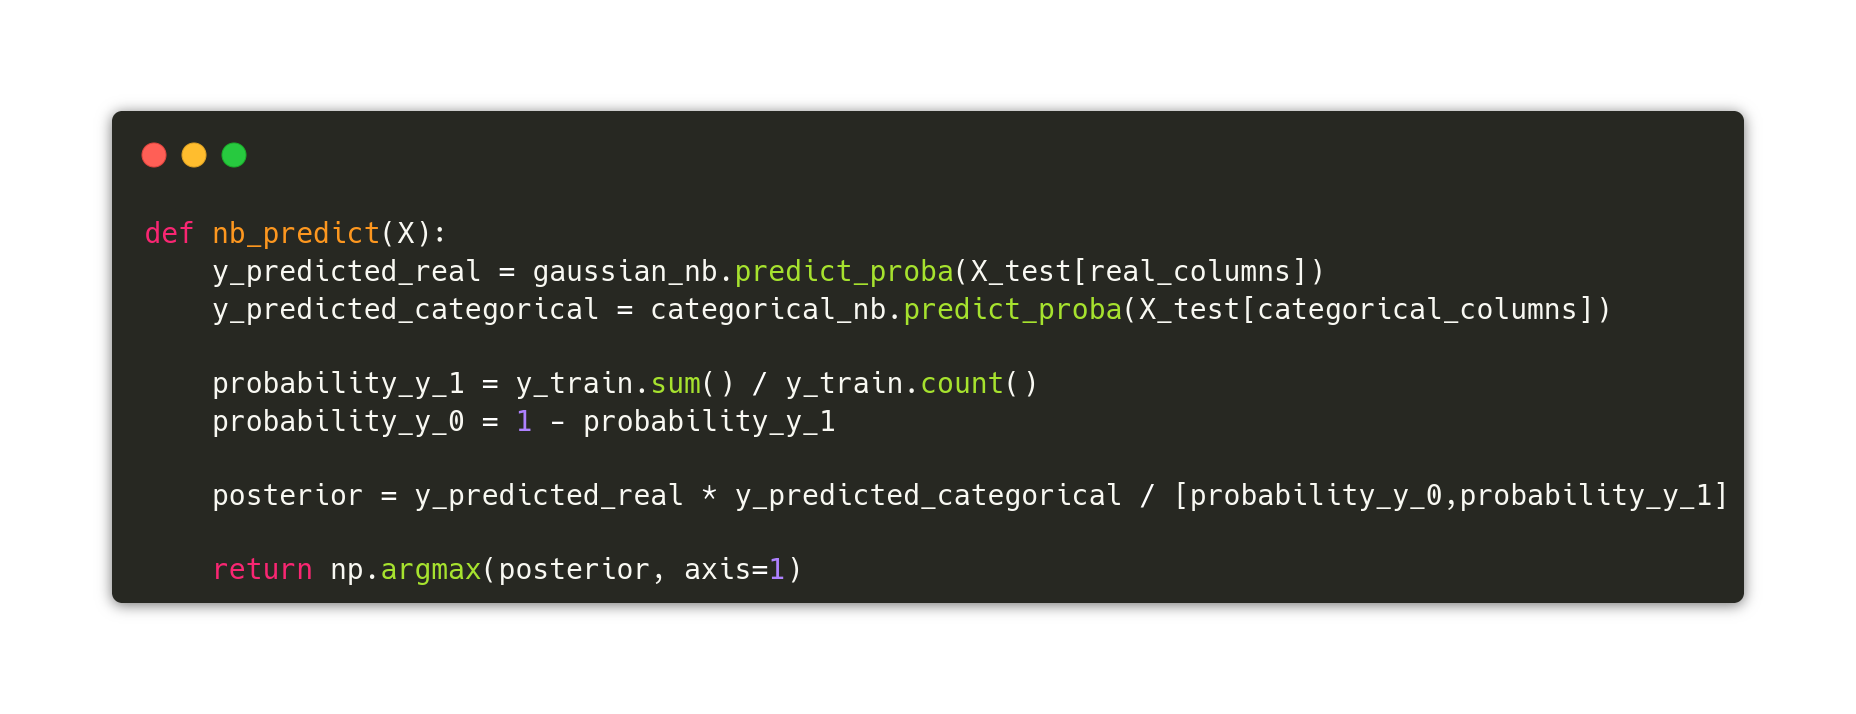 def nb_predict(X):
    y_predicted_real = gaussian_nb.predict_proba(X_test[real_columns])
    y_predicted_categorical = categorical_nb.predict_proba(X_test[categorical_columns])
    probability_y_1 = y_train.sum() / y_train.count()
    probability_y_0 = 1 - probability_y_1
    posterior = y_predicted_real * y_predicted_categorical / [probability_y_0,probability_y_1]
    return np.argmax(posterior, axis=1)